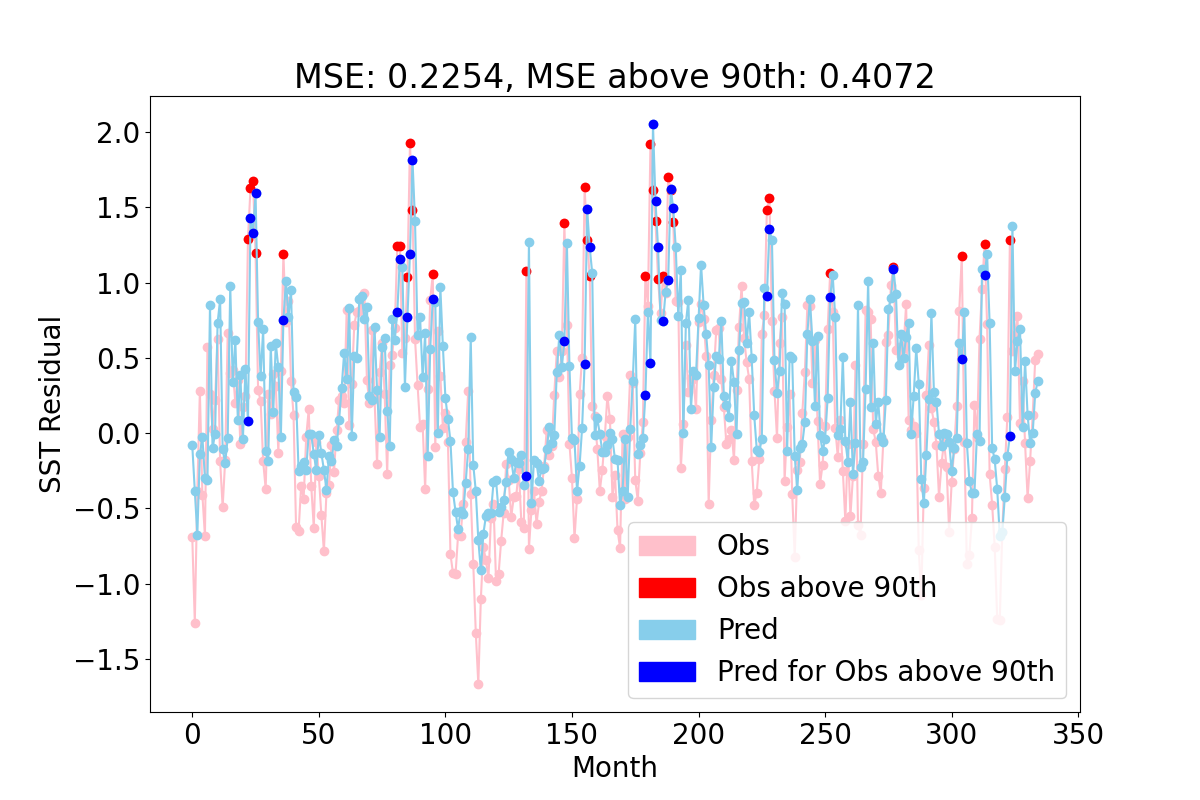 MSE: 0.2254, MSE above 90th: 0.4072
2.0
1.5
1.0
0.5
0.0
−0.5
−1.0
−1.5
SST Residual
Obs
Obs above 90th
Pred
Pred for Obs above 90th
0 50 100 150 200 250 300 350
Month